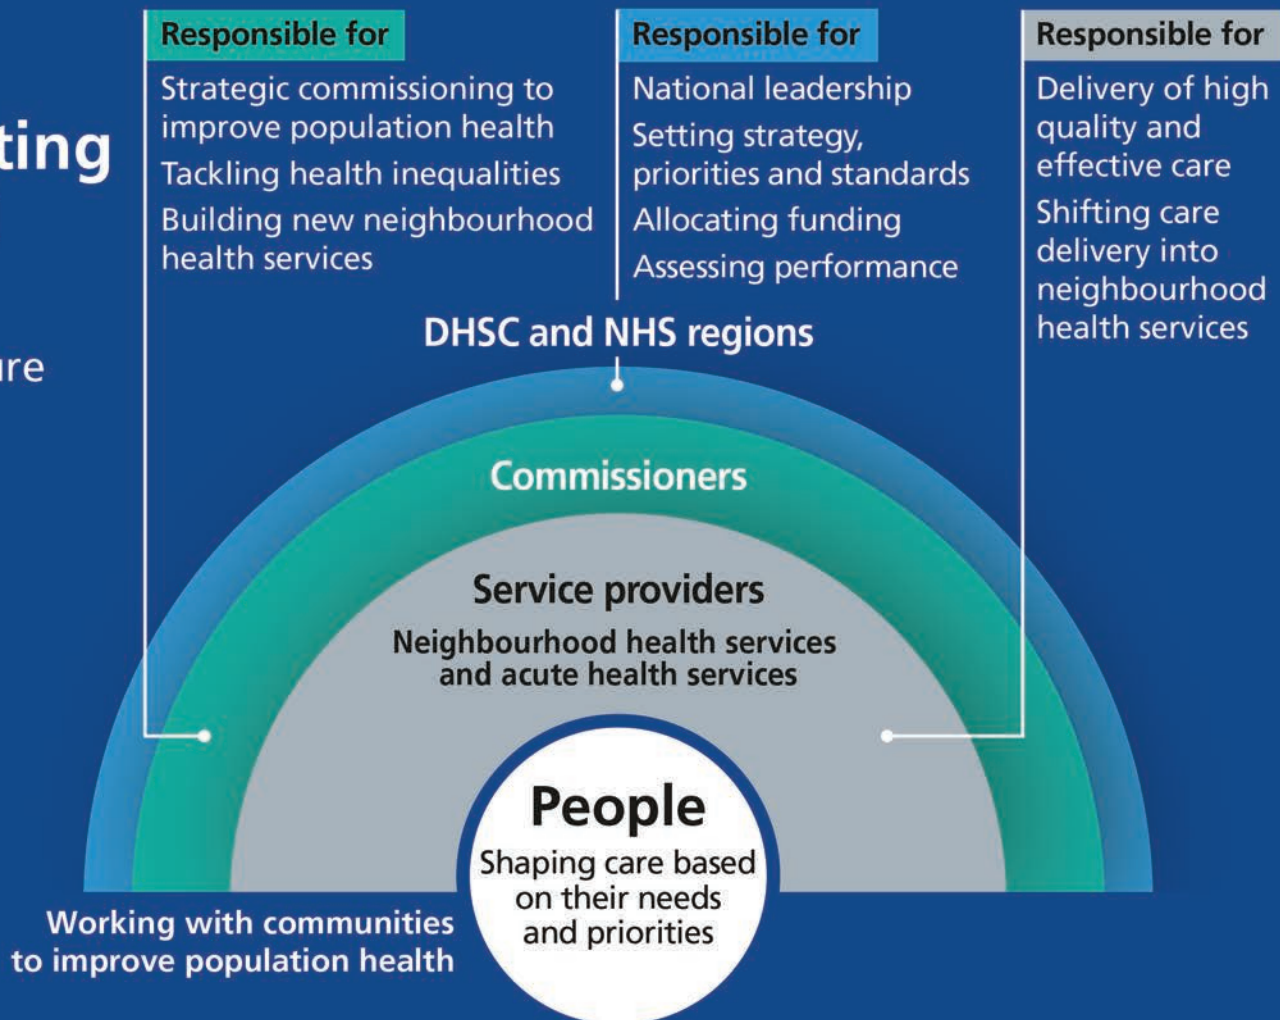 Responsible for
Strategic commissioning to
improve population health
Tackling health inequalities
Building new neighbourhood
health services
Responsible for
National leadership
Setting strategy,
priorities and standards
Allocating funding
Assessing performance
Responsible for
Delivery of high
quality and
effective care
Shifting care
delivery into
neighbourhood
health services
DHSC and NHS regions
Commissioners
Service providers
Neighbourhood health services
and acute health services
People
Shaping care based
on their needs
and priorities
Working with communities
to improve population health